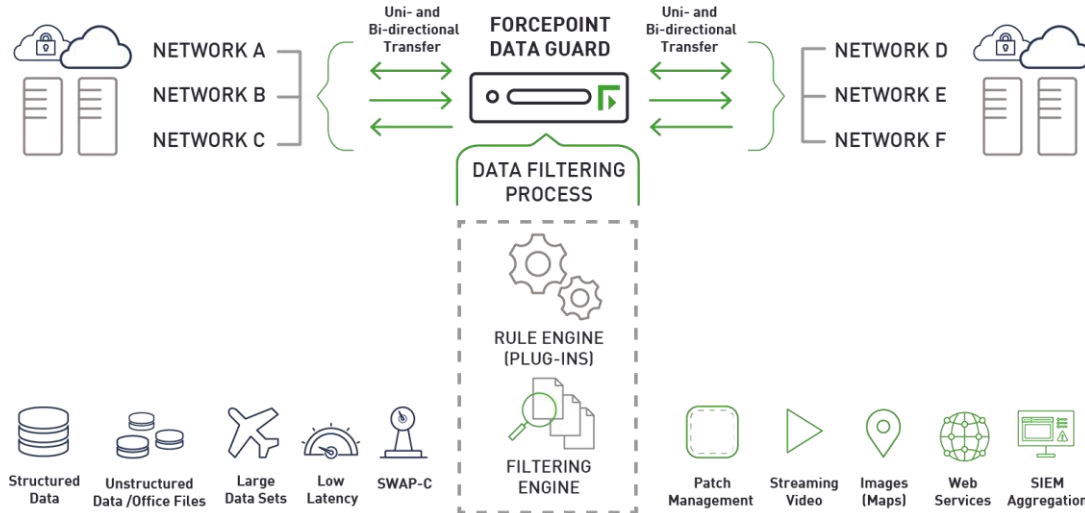 Uni- and
Bi-directional
Transfer
FORCEPOINT
DATA GUARD
Uni- and
Bi-directional
Transfer
NETWORK A
NETWORK B
NETWORK C
NETWORK D
NETWORK E
NETWORK F
DATA FILTERING
PROCESS
RULE ENGINE
(PLUG-INS)
FILTERING
ENGINE
Structured
Data
Unstructured
Data /Office Files
Large
Data Sets
Low
Latency
SWAP-C
Patch
Management
Streaming
Video
Images
(Maps)
Web
Services
SIEM
Aggregation